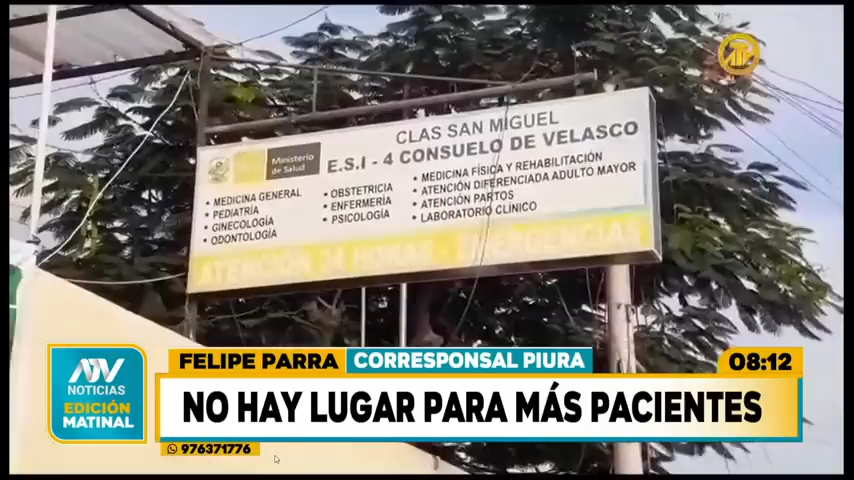 CLAS SAN MIGUEL
E.S.I - 4 CONSUELO DE VELASCO
Ministerio
de Salud
• MEDICINA GENERAL
• PEDIATRÍA
• GINECOLOGÍA
• ODONTOLOGÍA
• OBSTETRICIA
• ENFERMERÍA
• PSICOLOGÍA
• MEDICINA FÍSICA Y REHABILITACIÓN
• ATENCIÓN DIFERENCIADA ADULTO MAYOR
• ATENCIÓN PARTOS
• LABORATORIO CLÍNICO
ATENCIÓN 24 HORAS - EMERGENCIAS
FELIPE PARRA
CORRESPONSAL PIURA
08:12
ATV
NOTICIAS
EDICIÓN
MATINAL
NO HAY LUGAR PARA MÁS PACIENTES
976371776